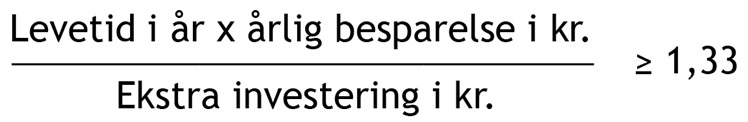 Levetid i år x årlig besparelse i kr.
≥ 1,33
Ekstra investering i kr.